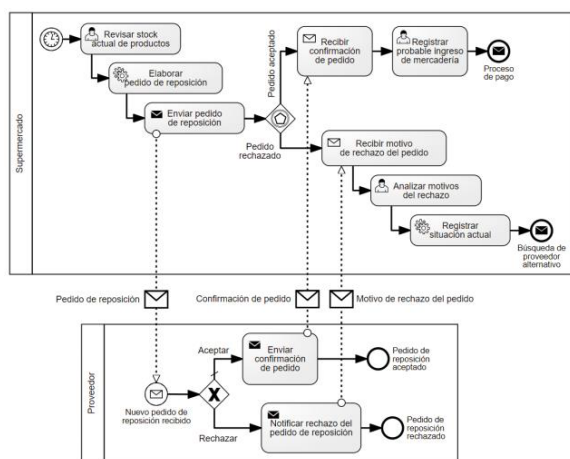 Supermercado
Revisar stock
actual de productos
Elaborar
pedido de reposición
Enviar pedido
de reposición
Pedido aceptado
Pedido
rechazado
Recibir
confirmación
de pedido
Registrar
probable ingreso
de mercadería
Proceso
de pago
Recibir motivo
de rechazo del pedido
Analizar motivos
del rechazo
Registrar
situación actual
Búsqueda de
proveedor
alternativo
Pedido de reposición
Confirmación de pedido
Motivo de rechazo del pedido
Proveedor
Nuevo pedido de
reposición recibido
Aceptar
Rechazar
Enviar
confirmación
de pedido
Pedido de
reposición
aceptado
Notificar rechazo del
pedido de reposición
Pedido de
reposición
rechazado